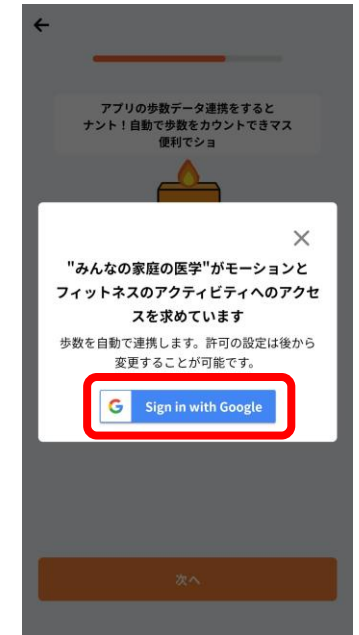 アプリの歩数データ連携をすると
ナント！自動で歩数をカウントできマス
便利でショ
"みんなの家庭の医学"がモーションと
フィットネスのアクティビティへのアクセ
スを求めています
歩数を自動で連携します。許可の設定は後から
変更することが可能です。
Sign in with Google
次へ